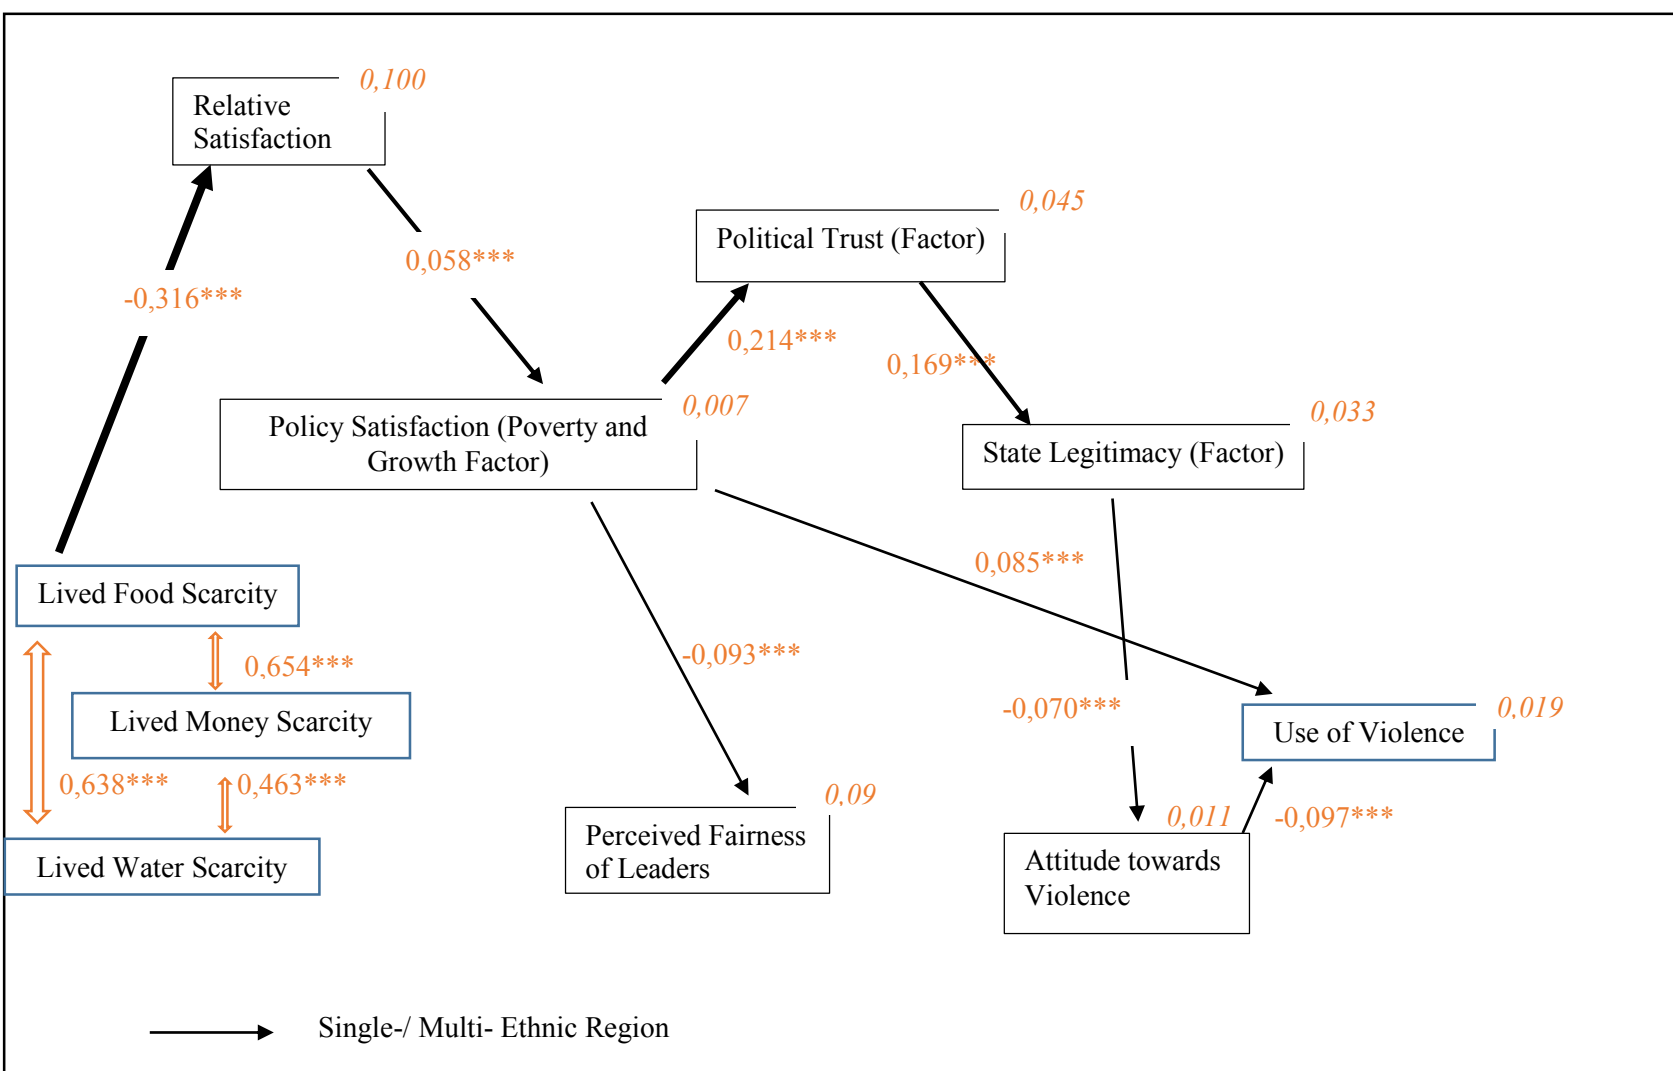 0,100
Relative
Satisfaction
0,045
Political Trust (Factor)
0,058***
-0,316***
0,214***
0,169***
0,007
0,033
Policy Satisfaction (Poverty and
Growth Factor)
State Legitimacy (Factor)
0,085***
Lived Food Scarcity
-0,093***
0,654***
-0,070***
0,019
Lived Money Scarcity
Use of Violence
0,638***
0,463***
0,09
0,011
-0,097***
Perceived Fairness
of Leaders
Lived Water Scarcity
Attitude towards
Violence
Single-/ Multi- Ethnic Region